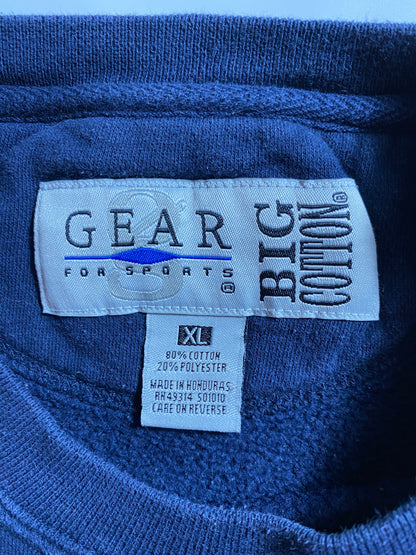 GEAR
FOR SPORTS®
BIG
COTTON®
XL
80% COTTON
20% POLYESTER
MADE IN HONDURAS
RN49314 501010
CARE ON REVERSE